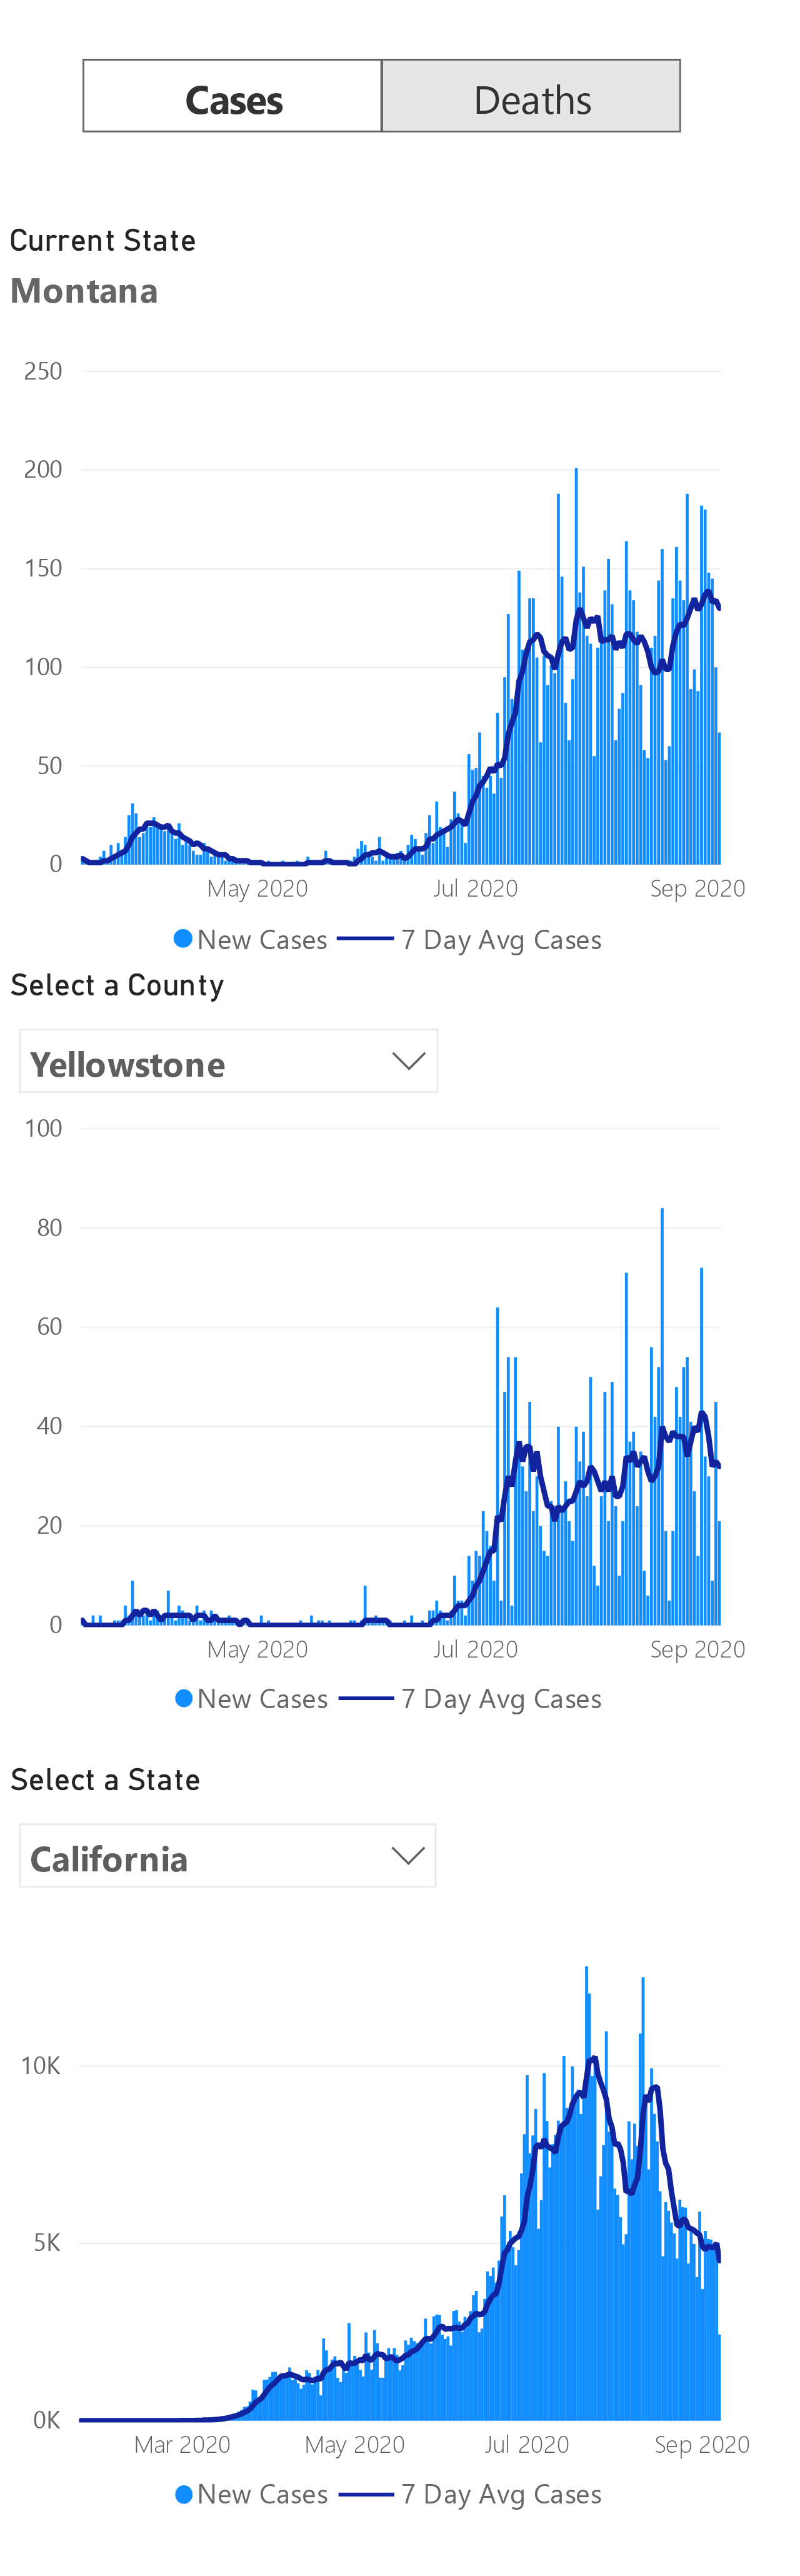 Cases Deaths
Current State
Montana
250
200
150
100
50
0
May 2020 Jul 2020 Sep 2020
New Cases 7 Day Avg Cases
Select a County
Yellowstone
100
80
60
40
20
0
May 2020 Jul 2020 Sep 2020
New Cases 7 Day Avg Cases
Select a State
California
10K
5K
0K
Mar 2020 May 2020 Jul 2020 Sep 2020
New Cases 7 Day Avg Cases